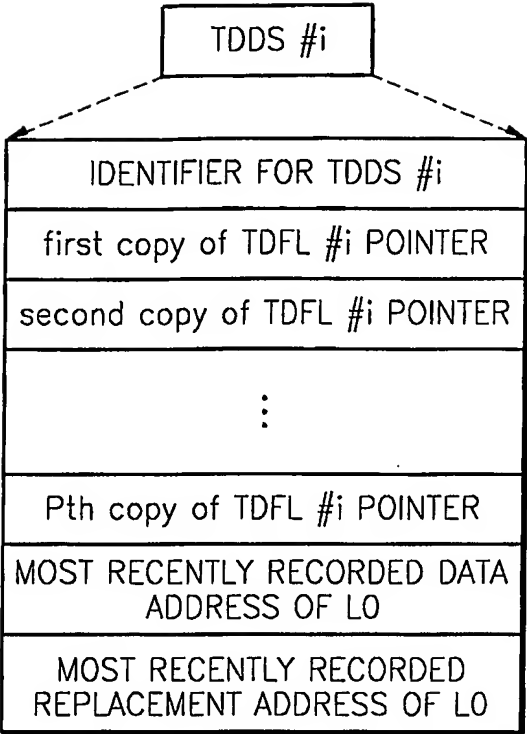 TDDS #i
IDENTIFIER FOR TDDS #i
first copy of TDFL #i POINTER
second copy of TDFL #i POINTER
⋮
Pth copy of TDFL #i POINTER
MOST RECENTLY RECORDED DATA
ADDRESS OF L0
MOST RECENTLY RECORDED
REPLACEMENT ADDRESS OF L0